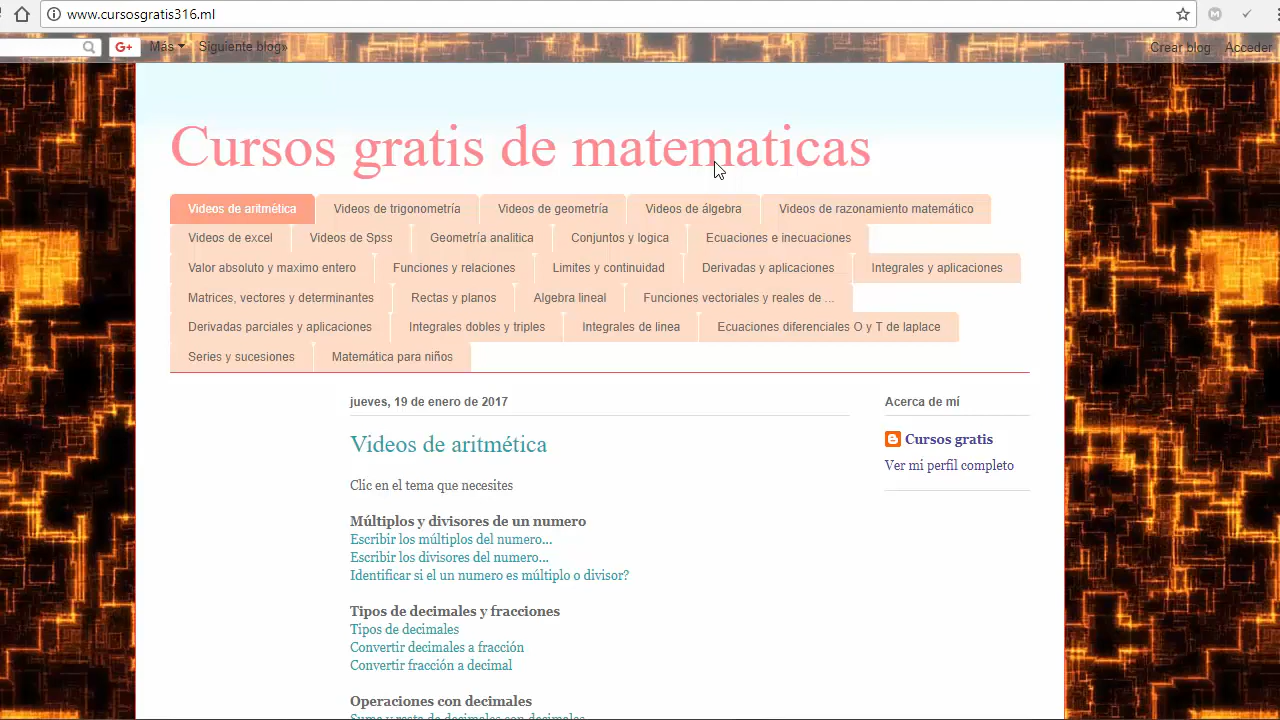 www.cursosgratis316.ml
G+ Más Siguiente blog» Crear blog Acceder
Cursos gratis de matematicas
Videos de aritmética Videos de trigonometría Videos de geometría Videos de álgebra Videos de razonamiento matemático
Videos de excel Videos de Spss Geometría analitica Conjuntos y logica Ecuaciones e inecuaciones
Valor absoluto y maximo entero Funciones y relaciones Limites y continuidad Derivadas y aplicaciones Integrales y aplicaciones
Matrices, vectores y determinantes Rectas y planos Algebra lineal Funciones vectoriales y reales de ...
Derivadas parciales y aplicaciones Integrales dobles y triples Integrales de linea Ecuaciones diferenciales O y T de laplace
Series y sucesiones Matemática para niños
jueves, 19 de enero de 2017
Videos de aritmética
Clic en el tema que necesites
Múltiplos y divisores de un numero
Escribir los múltiplos del numero...
Escribir los divisores del numero...
Identificar si el un numero es múltiplo o divisor?
Tipos de decimales y fracciones
Tipos de decimales
Convertir decimales a fracción
Convertir fracción a decimal
Operaciones con decimales
Suma y resta de decimales con decimales
Acerca de mí
Cursos gratis
Ver mi perfil completo